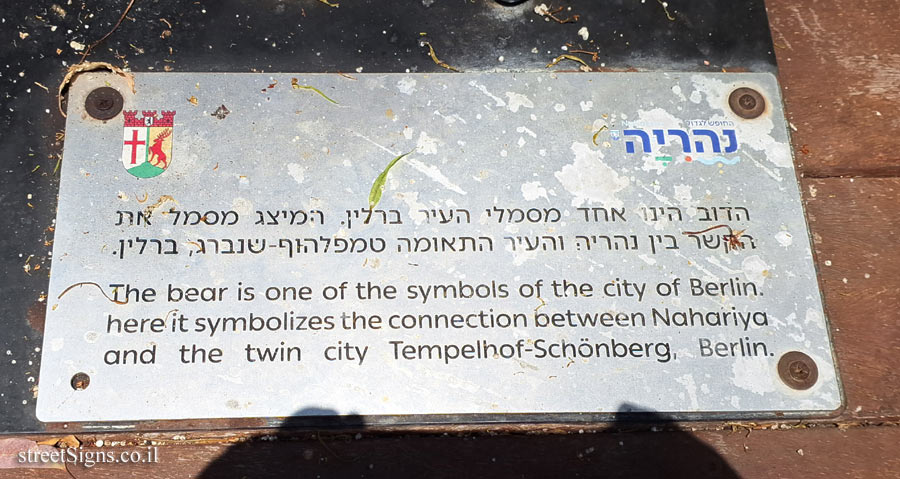 החופש לגדול
נהריה
הדוב הינו אחד מסמלי העיר ברלין. המיצג מסמל את
הקשר בין נהריה והעיר התאומה טמפלהוף-שנברג, ברלין.
The bear is one of the symbols of the city of Berlin.
here it symbolizes the connection between Nahariya
and the twin city Tempelhof-Schönberg, Berlin.
streetSigns.co.il